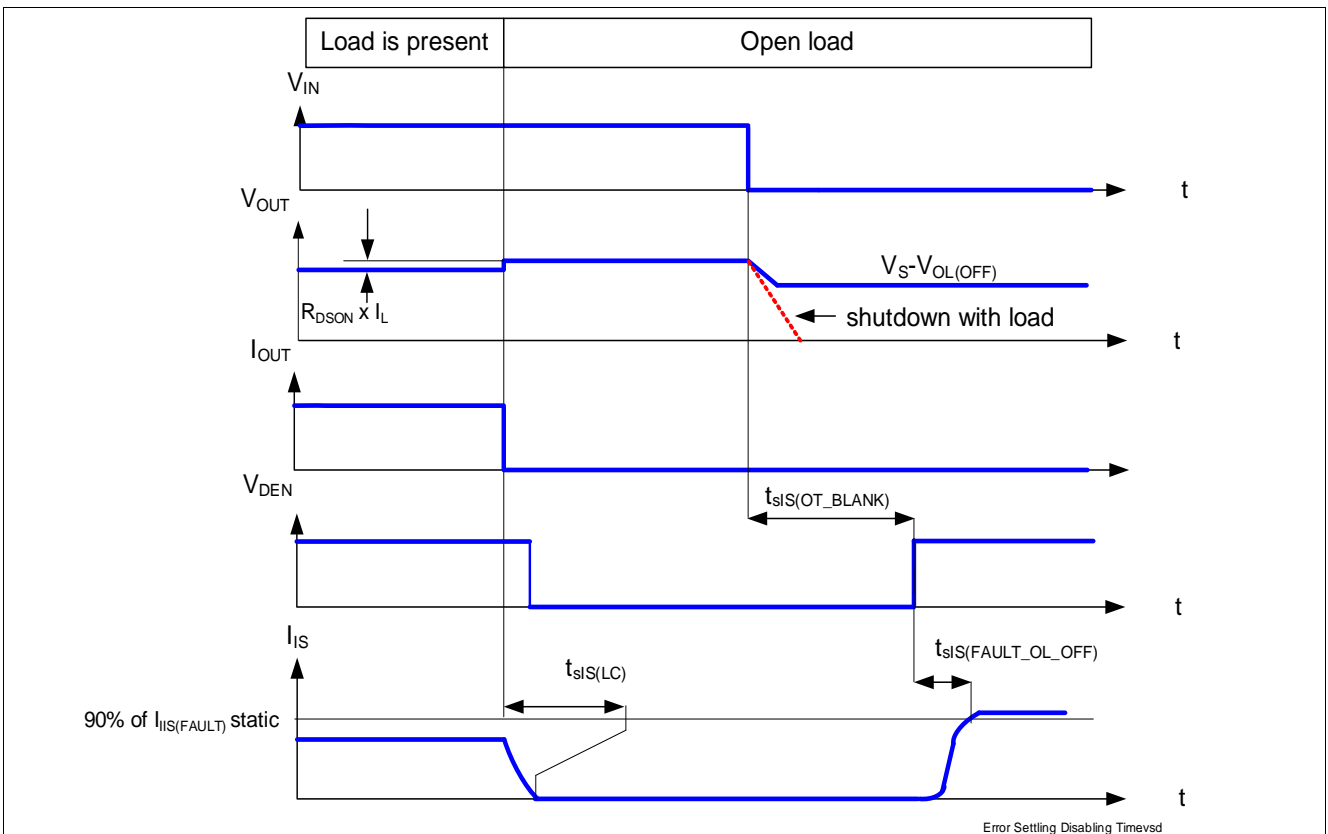 Load is present
Open load
VIN
t
VOUT
VS-VOL(OFF)
RDSON x IL
shutdown with load
t
IOUT
VDEN
tsIS(OT_BLANK)
t
IIS
tsIS(LC)
tsIS(FAULT_OL_OFF)
90% of IIIS(FAULT) static
t
Error Settling Disabling Timevsd